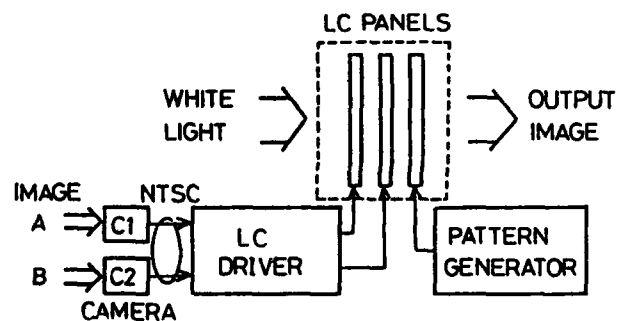 LC PANELS
WHITE
LIGHT
OUTPUT
IMAGE
IMAGE
NTSC
A
C1
B
C2
CAMERA
LC
DRIVER
PATTERN
GENERATOR